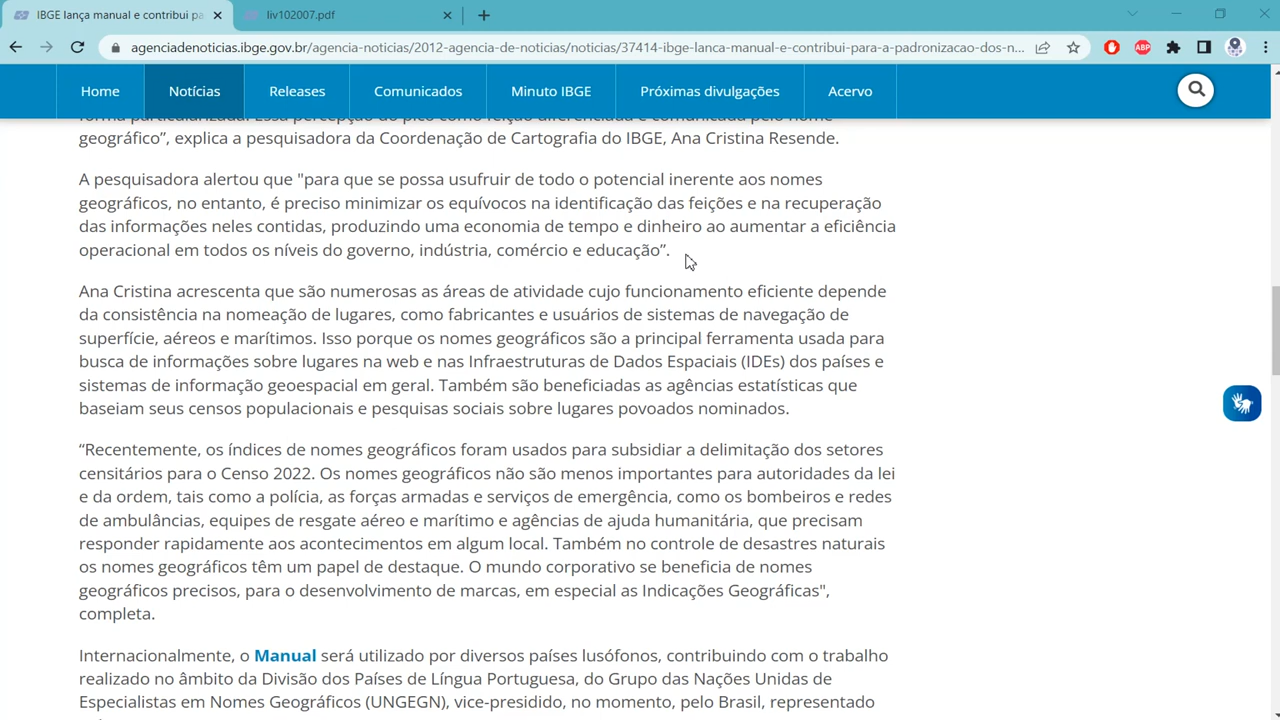 IBGE lança manual e contribui pa
liv102007.pdf
agenciadenoticias.ibge.gov.br/agencia-noticias/2012-agencia-de-noticias/noticias/37414-ibge-lanca-manual-e-contribui-para-a-padronizacao-dos-n...
ABP
Home Notícias Releases Comunicados Minuto IBGE Próximas divulgações Acervo
geográfico”, explica a pesquisadora da Coordenação de Cartografia do IBGE, Ana Cristina Resende.
A pesquisadora alertou que "para que se possa usufruir de todo o potencial inerente aos nomes
geográficos, no entanto, é preciso minimizar os equívocos na identificação das feições e na recuperação
das informações neles contidas, produzindo uma economia de tempo e dinheiro ao aumentar a eficiência
operacional em todos os níveis do governo, indústria, comércio e educação”.
Ana Cristina acrescenta que são numerosas as áreas de atividade cujo funcionamento eficiente depende
da consistência na nomeação de lugares, como fabricantes e usuários de sistemas de navegação de
superfície, aéreos e marítimos. Isso porque os nomes geográficos são a principal ferramenta usada para
busca de informações sobre lugares na web e nas Infraestruturas de Dados Espaciais (IDEs) dos países e
sistemas de informação geoespacial em geral. Também são beneficiadas as agências estatísticas que
baseiam seus censos populacionais e pesquisas sociais sobre lugares povoados nominados.
“Recentemente, os índices de nomes geográficos foram usados para subsidiar a delimitação dos setores
censitários para o Censo 2022. Os nomes geográficos não são menos importantes para autoridades da lei
e da ordem, tais como a polícia, as forças armadas e serviços de emergência, como os bombeiros e redes
de ambulâncias, equipes de resgate aéreo e marítimo e agências de ajuda humanitária, que precisam
responder rapidamente aos acontecimentos em algum local. Também no controle de desastres naturais
os nomes geográficos têm um papel de destaque. O mundo corporativo se beneficia de nomes
geográficos precisos, para o desenvolvimento de marcas, em especial as Indicações Geográficas",
completa.
Internacionalmente, o Manual será utilizado por diversos países lusófonos, contribuindo com o trabalho
realizado no âmbito da Divisão dos Países de Língua Portuguesa, do Grupo das Nações Unidas de
Especialistas em Nomes Geográficos (UNGEGN), vice-presidido, no momento, pelo Brasil, representado